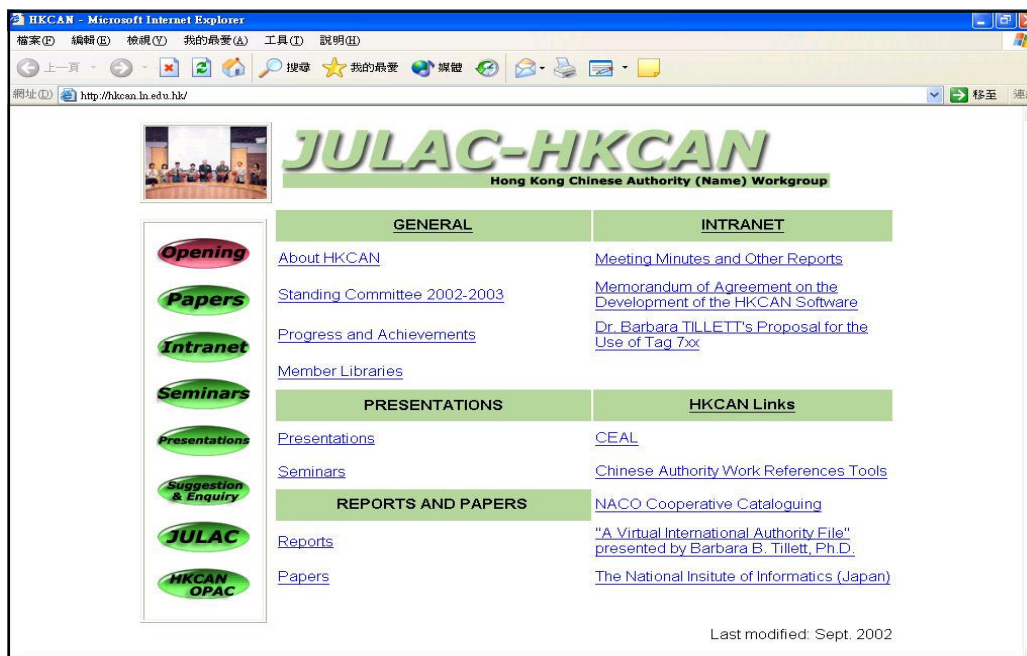 HKCAN - Microsoft Internet Explorer
檔案(F) 編輯(E) 檢視(V) 我的最愛(A) 工具(T) 說明(H)
上一頁 搜尋 我的最愛 媒體
網址(D) http://hkcan.ln.edu.hk/ 移至 連
JULAC-HKCAN
Hong Kong Chinese Authority (Name) Workgroup
Opening
Papers
Intranet
Seminars
Presentations
Suggestion
& Enquiry
JULAC
HKCAN
OPAC
GENERAL
About HKCAN
Standing Committee 2002-2003
Progress and Achievements
Member Libraries
INTRANET
Meeting Minutes and Other Reports
Memorandum of Agreement on the
Development of the HKCAN Software
Dr. Barbara TILLETT's Proposal for the
Use of Tag 7xx
PRESENTATIONS
Presentations
Seminars
REPORTS AND PAPERS
Reports
Papers
HKCAN Links
CEAL
Chinese Authority Work References Tools
NACO Cooperative Cataloguing
"A Virtual International Authority File"
presented by Barbara B. Tillett, Ph.D.
The National Insitute of Informatics (Japan)
Last modified: Sept. 2002